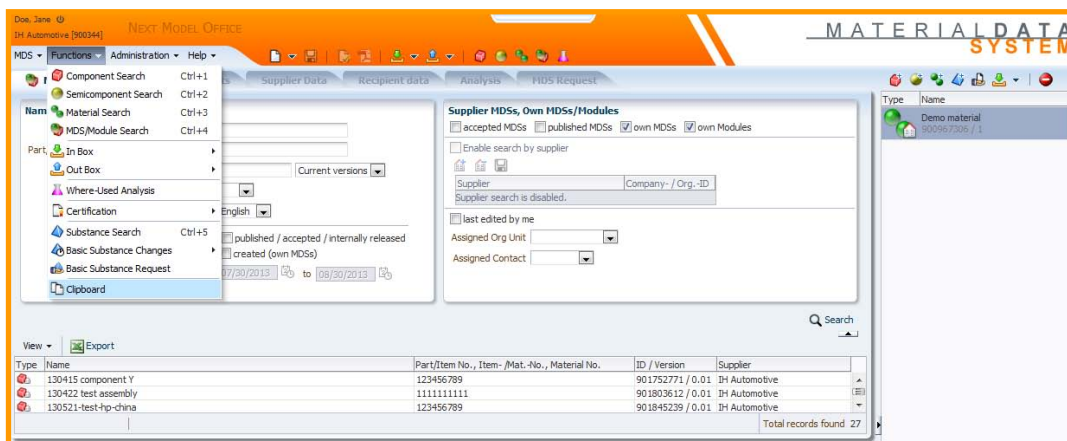 Doe, Jane
IH Automotive [900344]
NEXT MODEL OFFICE
MATERIAL DATA
SYSTEM
MDS Functions Administration Help
Supplier Data Recipient data Analysis MDS Request
Component Search Ctrl+1
Semicomponent Search Ctrl+2
Material Search Ctrl+3
MDS/Module Search Ctrl+4
In Box
Out Box
Where-Used Analysis
Certification
Substance Search Ctrl+5
Basic Substance Changes
Basic Substance Request
Clipboard
Nam
Part,
Current versions
English
published / accepted / internally released
created (own MDSs)
07/30/2013 to 08/30/2013
Supplier MDSs, Own MDSs/Modules
accepted MDSs published MDSs own MDSs own Modules
Enable search by supplier
Supplier Company- / Org.-ID
Supplier search is disabled.
last edited by me
Assigned Org Unit
Assigned Contact
Type Name
Demo material
900967306 / 1
Search
View Export
Type Name Part/Item No., Item- /Mat.-No., Material No. ID / Version Supplier
130415 component Y 123456789 901752771 / 0.01 IH Automotive
130422 test assembly 1111111111 901803612 / 0.01 IH Automotive
130521-test-hp-china 123456789 901845239 / 0.01 IH Automotive
Total records found 27